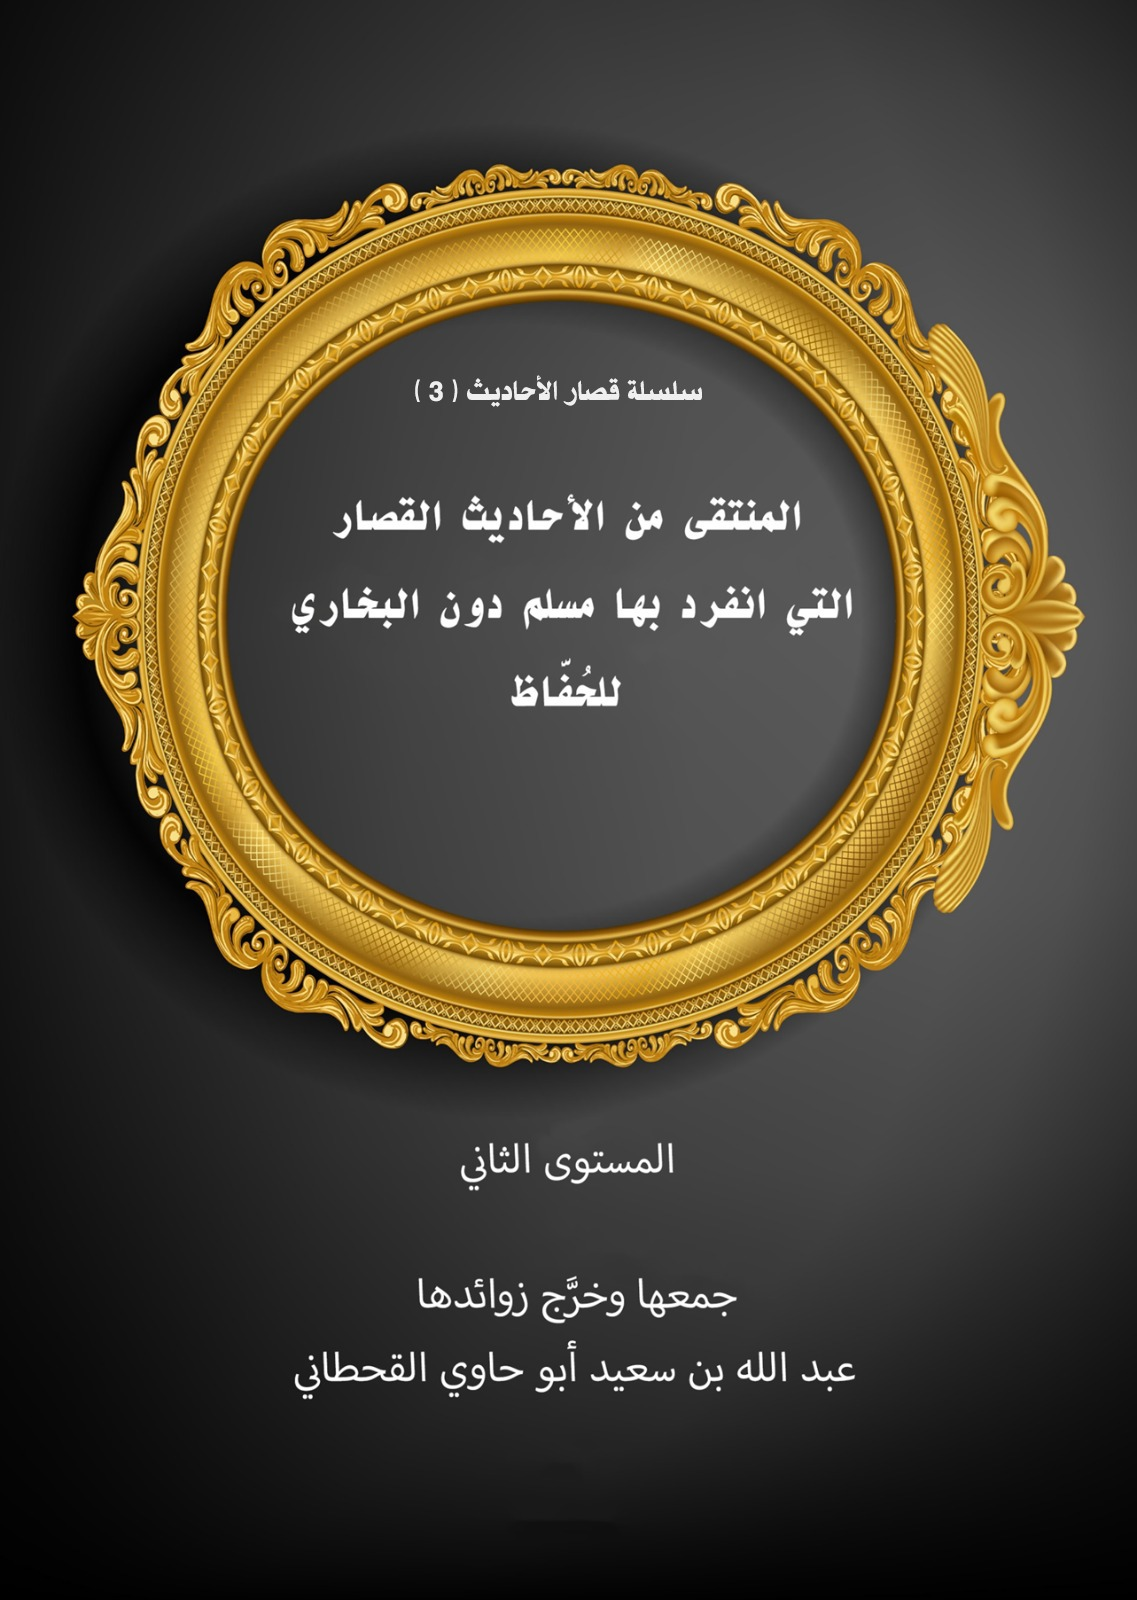 سلسلة قصار الأحاديث ( 3 )
المنتقى من الأحاديث القصار
التي انفرد بها مسلم دون البخاري
للحُفّاظ
المستوى الثاني
جمعها وخرَّج زوائدها
عبد الله بن سعيد أبو حاوي القحطاني